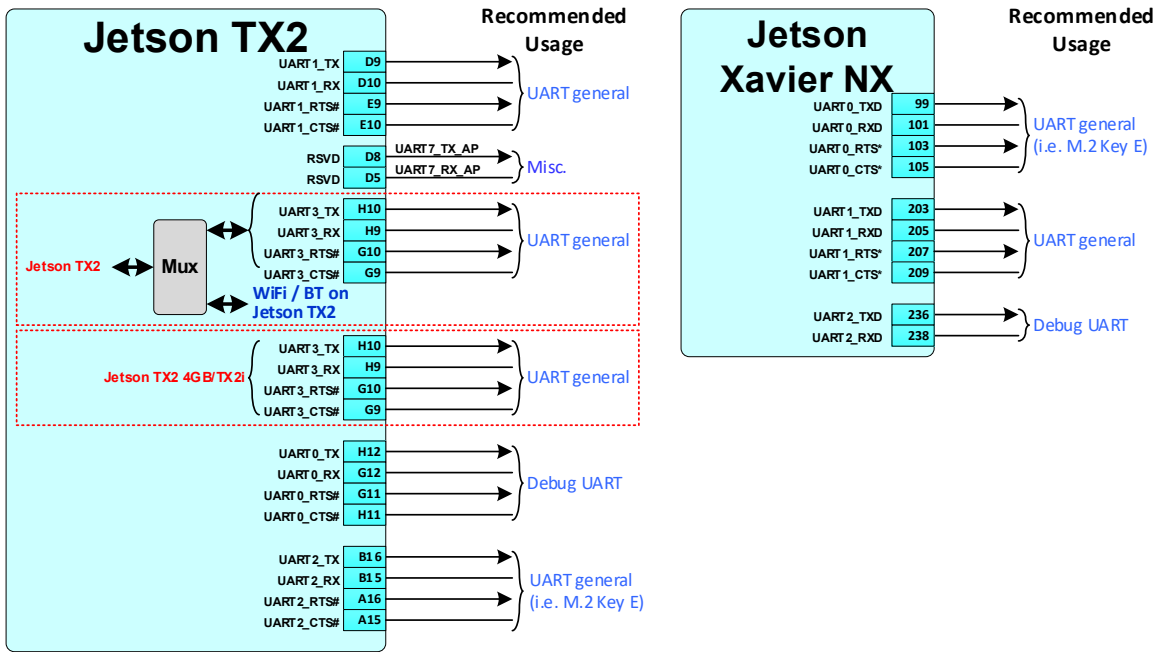 Jetson TX2
Recommended
Usage
UART1_TX D9
UART1_RX D10
UART1_RTS# E9
UART1_CTS# E10
UART general
RSVD D8 UART7_TX_AP
RSVD D5 UART7_RX_AP
Misc.
UART3_TX H10
UART3_RX H9
UART3_RTS# G10
UART3_CTS# G9
UART general
Jetson TX2
Mux
WiFi / BT on
Jetson TX2
UART3_TX H10
UART3_RX H9
UART3_RTS# G10
UART3_CTS# G9
Jetson TX2 4GB/TX2i
UART general
UART0_TX H12
UART0_RX G12
UART0_RTS# G11
UART0_CTS# H11
Debug UART
UART2_TX B16
UART2_RX B15
UART2_RTS# A16
UART2_CTS# A15
UART general
(i.e. M.2 Key E)
Jetson
Xavier NX
Recommended
Usage
UART0_TXD 99
UART0_RXD 101
UART0_RTS* 103
UART0_CTS* 105
UART general
(i.e. M.2 Key E)
UART1_TXD 203
UART1_RXD 205
UART1_RTS* 207
UART1_CTS* 209
UART general
UART2_TXD 236
UART2_RXD 238
Debug UART